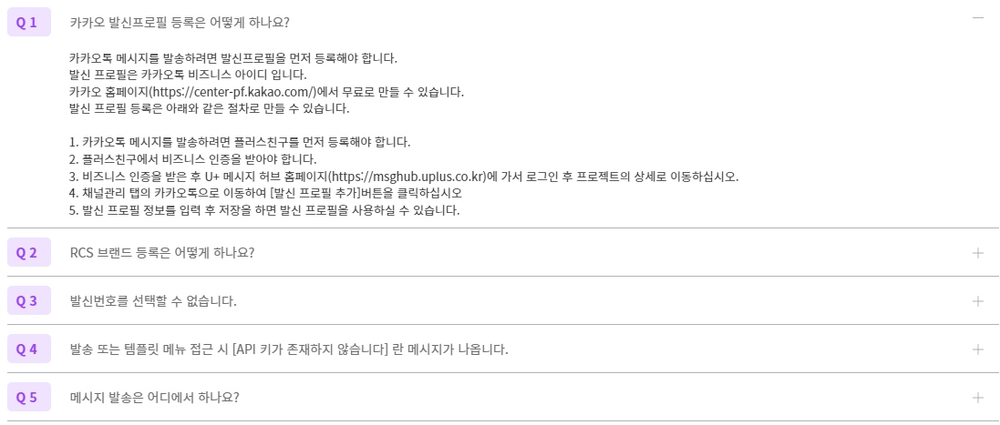 Q 1 카카오 발신프로필 등록은 어떻게 하나요?
카카오톡 메시지를 발송하려면 발신프로필을 먼저 등록해야 합니다.
발신 프로필은 카카오톡 비즈니스 아이디 입니다.
카카오 홈페이지(https://center-pf.kakao.com/)에서 무료로 만들 수 있습니다.
발신 프로필 등록은 아래와 같은 절차로 만들 수 있습니다.
1. 카카오톡 메시지를 발송하려면 플러스친구를 먼저 등록해야 합니다.
2. 플러스친구에서 비즈니스 인증을 받아야 합니다.
3. 비즈니스 인증을 받은 후 U+ 메시지 허브 홈페이지(https://msghub.uplus.co.kr)에 가서 로그인 후 프로젝트의 상세로 이동하십시오.
4. 채널관리 탭의 카카오톡으로 이동하여 [발신 프로필 추가]버튼을 클릭하십시오
5. 발신 프로필 정보를 입력 후 저장을 하면 발신 프로필을 사용하실 수 있습니다.
Q 2 RCS 브랜드 등록은 어떻게 하나요?
Q 3 발신번호를 선택할 수 없습니다.
Q 4 발송 또는 템플릿 메뉴 접근 시 [API 키가 존재하지 않습니다] 란 메시지가 나옵니다.
Q 5 메시지 발송은 어디에서 하나요?